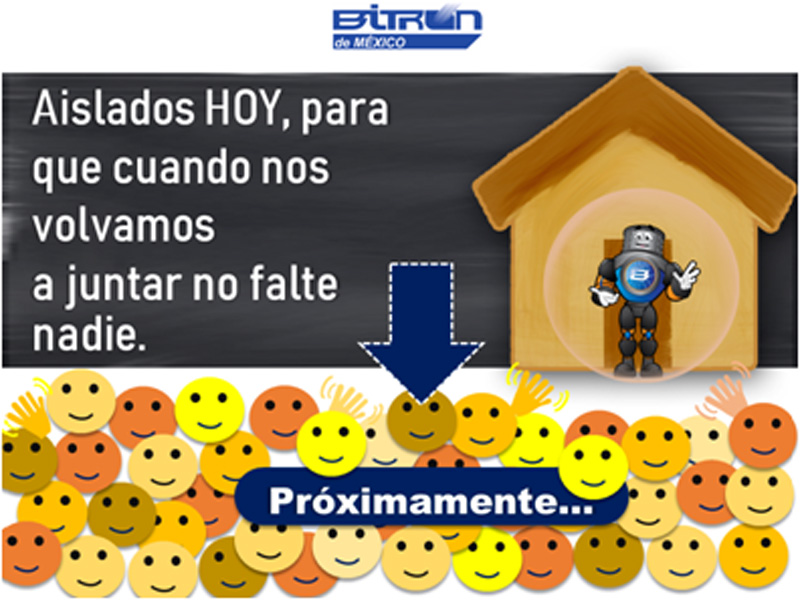 BiTRON
de MÉXICO
Aislados HOY, para
que cuando nos
volvamos
a juntar no falte
nadie.
B
Próximamente...